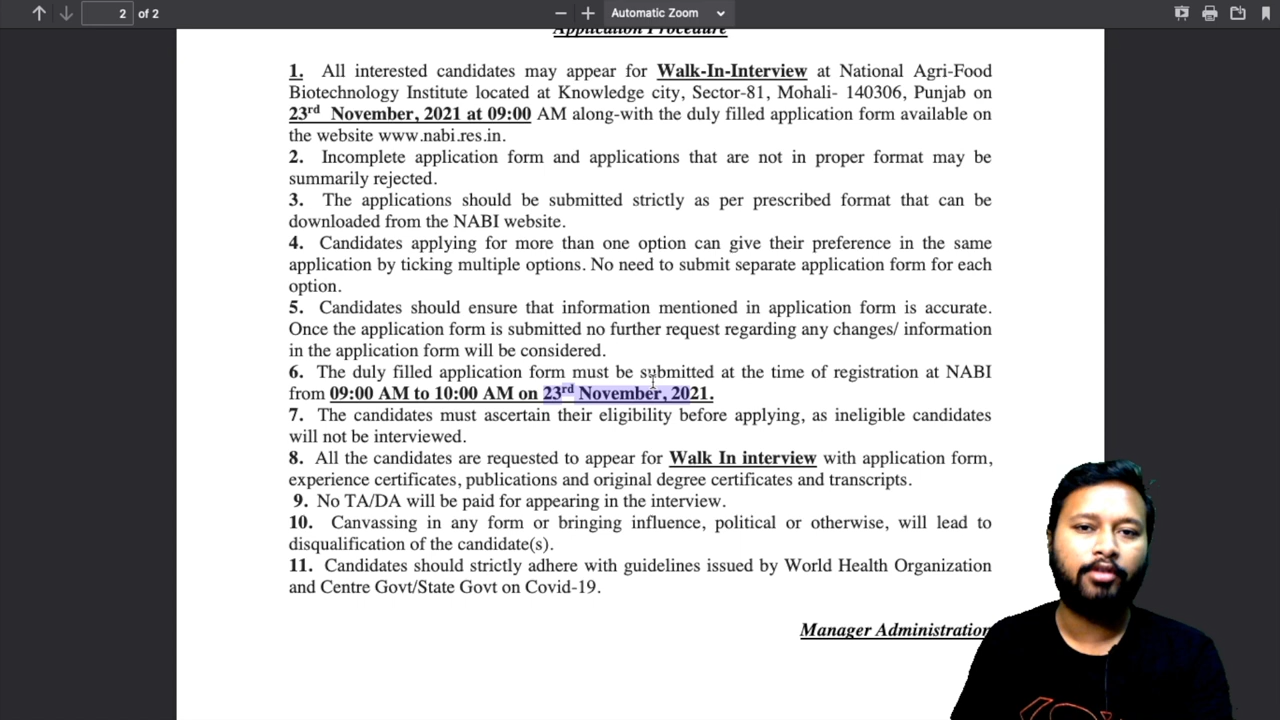 2 of 2 Automatic Zoom
Application Procedure
1. All interested candidates may appear for Walk-In-Interview at National Agri-Food
Biotechnology Institute located at Knowledge city, Sector-81, Mohali- 140306, Punjab on
23rd November, 2021 at 09:00 AM along-with the duly filled application form available on
the website www.nabi.res.in.
2. Incomplete application form and applications that are not in proper format may be
summarily rejected.
3. The applications should be submitted strictly as per prescribed format that can be
downloaded from the NABI website.
4. Candidates applying for more than one option can give their preference in the same
application by ticking multiple options. No need to submit separate application form for each
option.
5. Candidates should ensure that information mentioned in application form is accurate.
Once the application form is submitted no further request regarding any changes/ information
in the application form will be considered.
6. The duly filled application form must be submitted at the time of registration at NABI
from 09:00 AM to 10:00 AM on 23rd November, 2021.
7. The candidates must ascertain their eligibility before applying, as ineligible candidates
will not be interviewed.
8. All the candidates are requested to appear for Walk In interview with application form,
experience certificates, publications and original degree certificates and transcripts.
9. No TA/DA will be paid for appearing in the interview.
10. Canvassing in any form or bringing influence, political or otherwise, will lead to
disqualification of the candidate(s).
11. Candidates should strictly adhere with guidelines issued by World Health Organization
and Centre Govt/State Govt on Covid-19.
Manager Administration